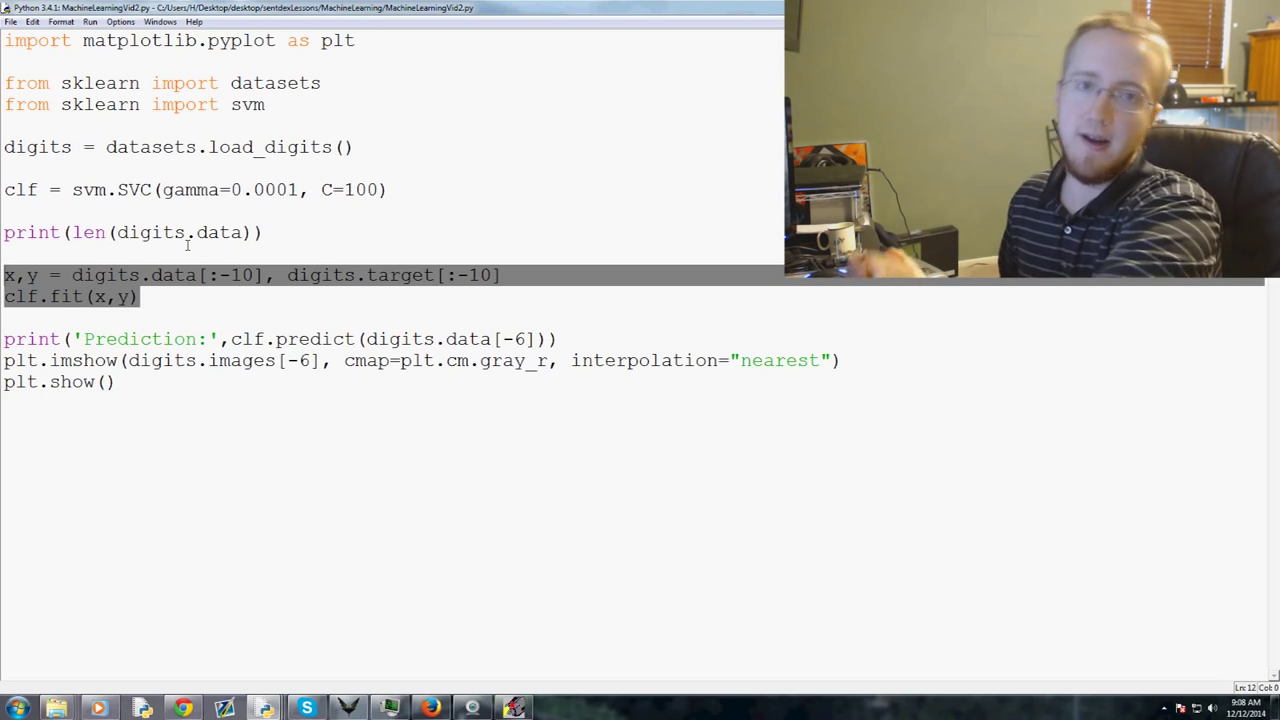 Python 3.4.1: MachineLearningVid2.py - C:/Users/H/Desktop/desktop/sentdexLessons/MachineLearning/MachineLearningVid2.py
File Edit Format Run Options Windows Help
import matplotlib.pyplot as plt
from sklearn import datasets
from sklearn import svm
digits = datasets.load_digits()
clf = svm.SVC(gamma=0.0001, C=100)
print(len(digits.data))
x,y = digits.data[:-10], digits.target[:-10]
clf.fit(x,y)
print('Prediction:',clf.predict(digits.data[-6]))
plt.imshow(digits.images[-6], cmap=plt.cm.gray_r, interpolation="nearest")
plt.show()
Ln: 12 Col: 0
9:08 AM
12/12/2014